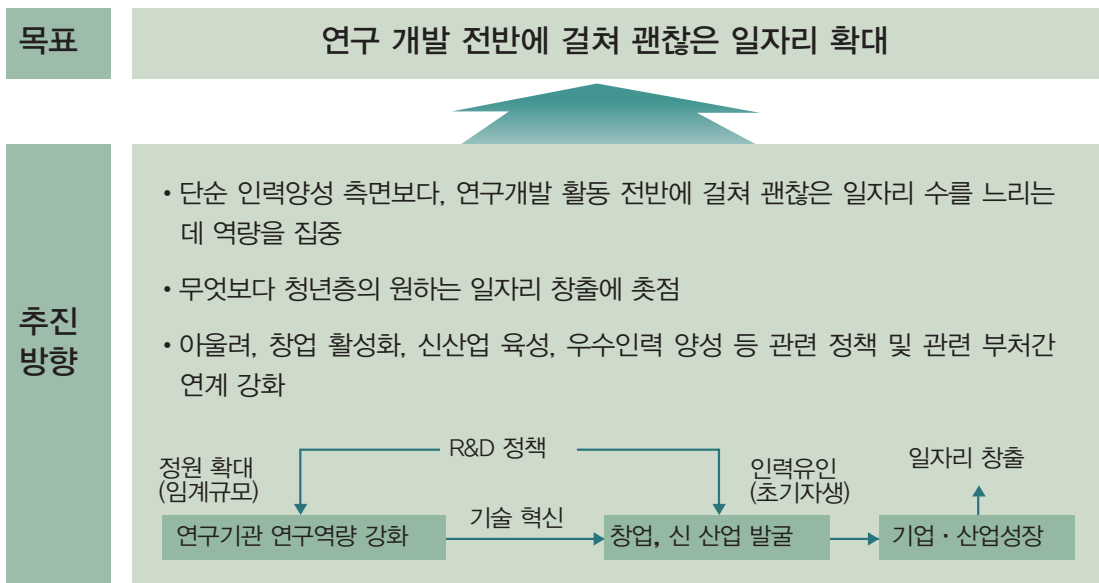 목표
연구 개발 전반에 걸쳐 괜찮은 일자리 확대
추진
방향
• 단순 인력양성 측면보다, 연구개발 활동 전반에 걸쳐 괜찮은 일자리 수를 느리는
데 역량을 집중
• 무엇보다 청년층의 원하는 일자리 창출에 촛점
• 아울려, 창업 활성화, 신산업 육성, 우수인력 양성 등 관련 정책 및 관련 부처간
연계 강화
R&D 정책
정원 확대
(임계규모)
인력유인
(초기자생)
일자리 창출
연구기관 연구역량 강화
기술 혁신
창업, 신 산업 발굴
기업・산업성장